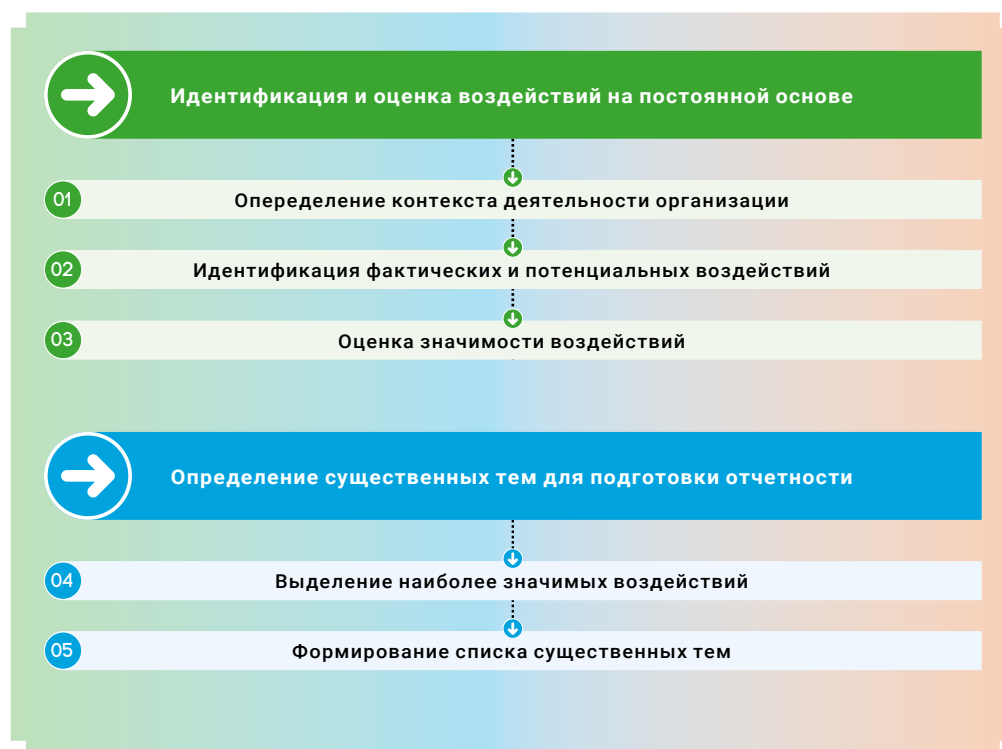 Идентификация и оценка воздействий на постоянной основе
01
Опеределение контекста деятельности организации
02
Идентификация фактических и потенциальных воздействий
03
Оценка значимости воздействий
Определение существенных тем для подготовки отчетности
04
Выделение наиболее значимых воздействий
05
Формирование списка существенных тем